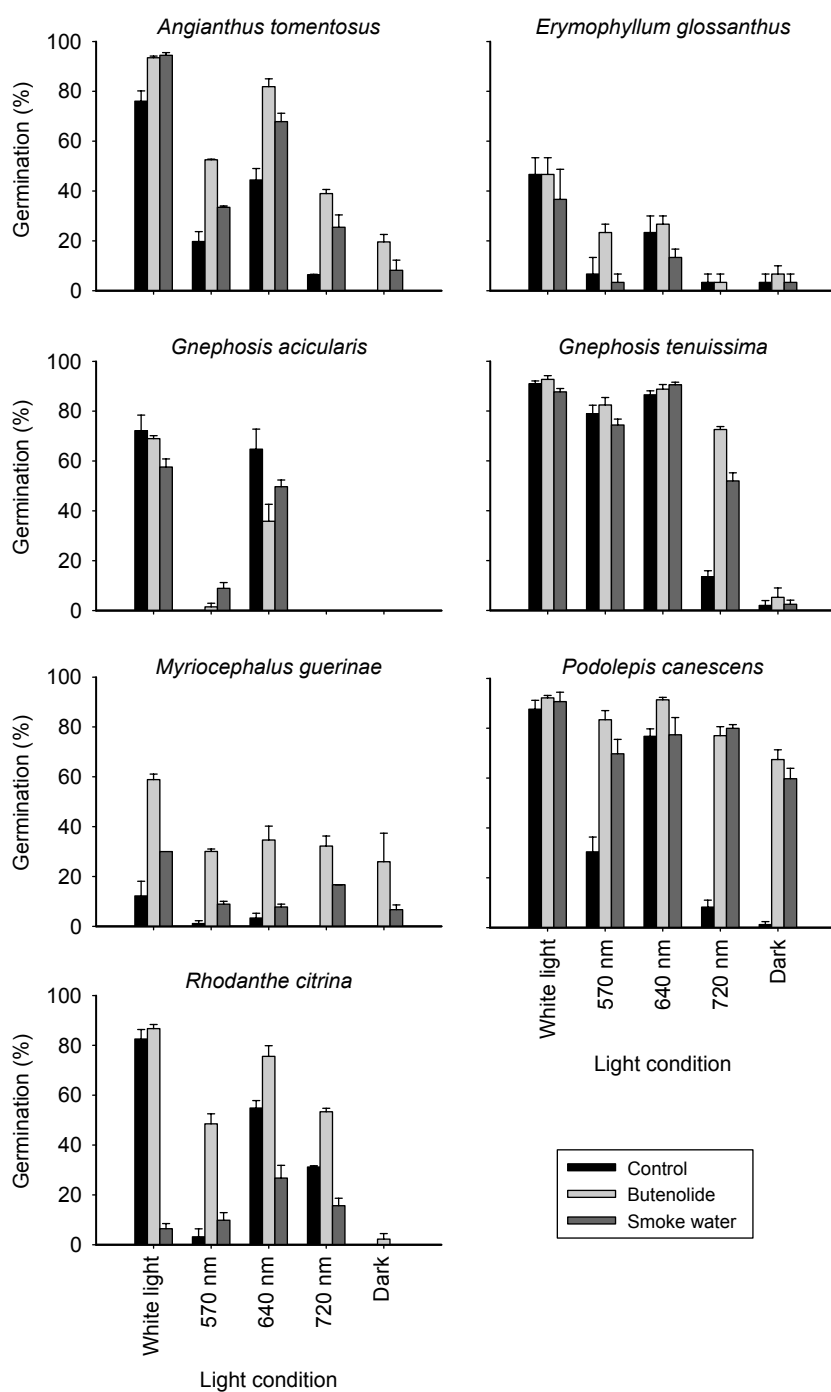 Angianthus tomentosus
Erymophyllum glossanthus
Germination (%)
100
80
60
40
20
0
Gnephosis acicularis
Gnephosis tenuissima
Germination (%)
100
80
60
40
20
0
Myriocephalus guerinae
Podolepis canescens
Germination (%)
100
80
60
40
20
0
White light
570 nm
640 nm
720 nm
Dark
Light condition
Rhodanthe citrina
Germination (%)
100
80
60
40
20
0
White light
570 nm
640 nm
720 nm
Dark
Light condition
Control
Butenolide
Smoke water